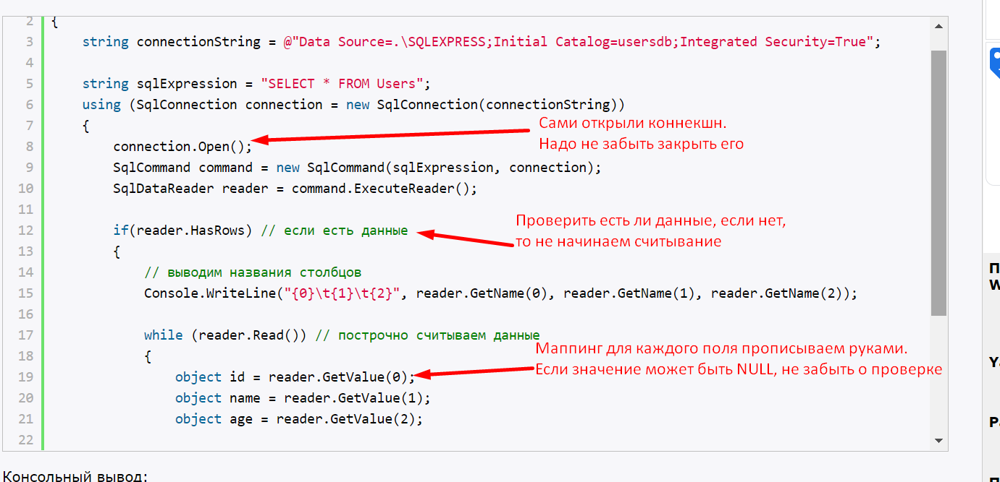 2 {
3 string connectionString = @"Data Source=.\SQLEXPRESS;Initial Catalog=usersdb;Integrated Security=True";
4
5 string sqlExpression = "SELECT * FROM Users";
6 using (SqlConnection connection = new SqlConnection(connectionString))
7 {
Сами открыли коннекшн.
Надо не забыть закрыть его
8 connection.Open();
9 SqlCommand command = new SqlCommand(sqlExpression, connection);
10 SqlDataReader reader = command.ExecuteReader();
11
Проверить есть ли данные, если нет,
то не начинаем считывание
12 if(reader.HasRows) // если есть данные
13 {
14 // выводим названия столбцов
15 Console.WriteLine("{0}\t{1}\t{2}", reader.GetName(0), reader.GetName(1), reader.GetName(2));
16
17 while (reader.Read()) // построчно считываем данные
18 {
Маппинг для каждого поля прописываем руками.
Если значение может быть NULL, не забыть о проверке
19 object id = reader.GetValue(0);
20 object name = reader.GetValue(1);
21 object age = reader.GetValue(2);
22
Консольный вывод: